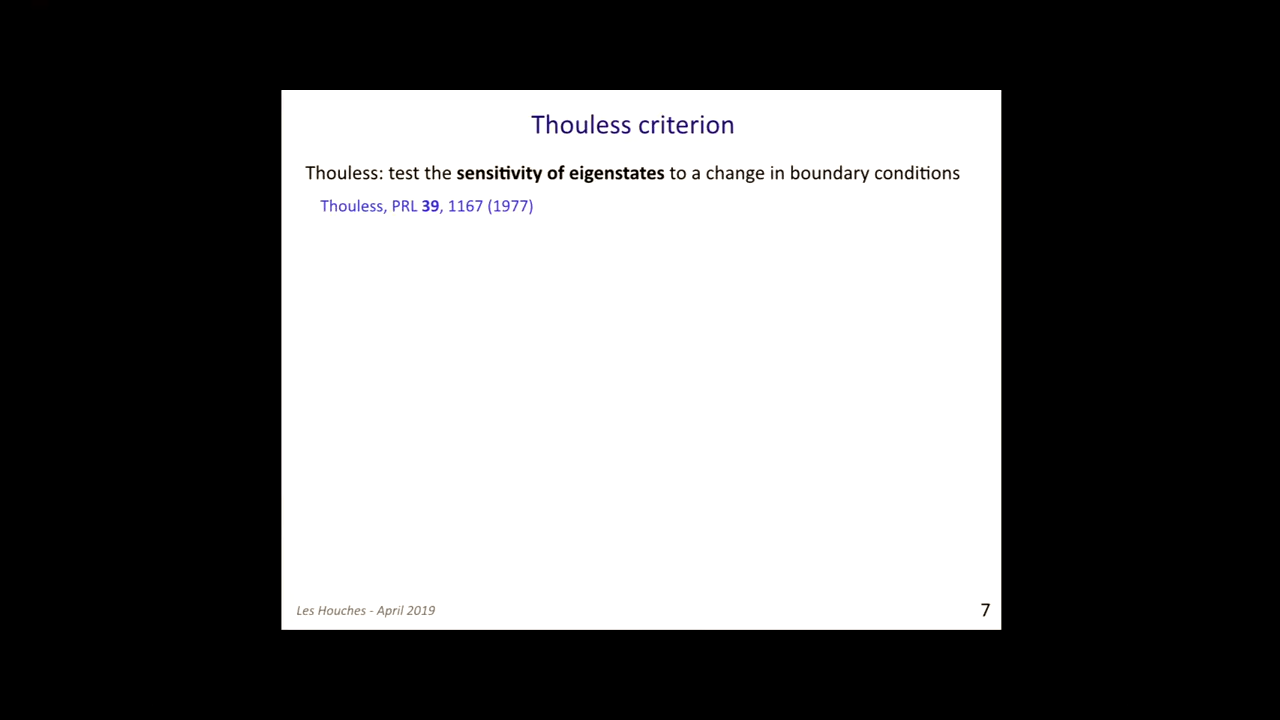 Thouless criterion
Thouless: test the sensitivity of eigenstates to a change in boundary conditions
Thouless, PRL 39, 1167 (1977)
Les Houches - April 2019
7